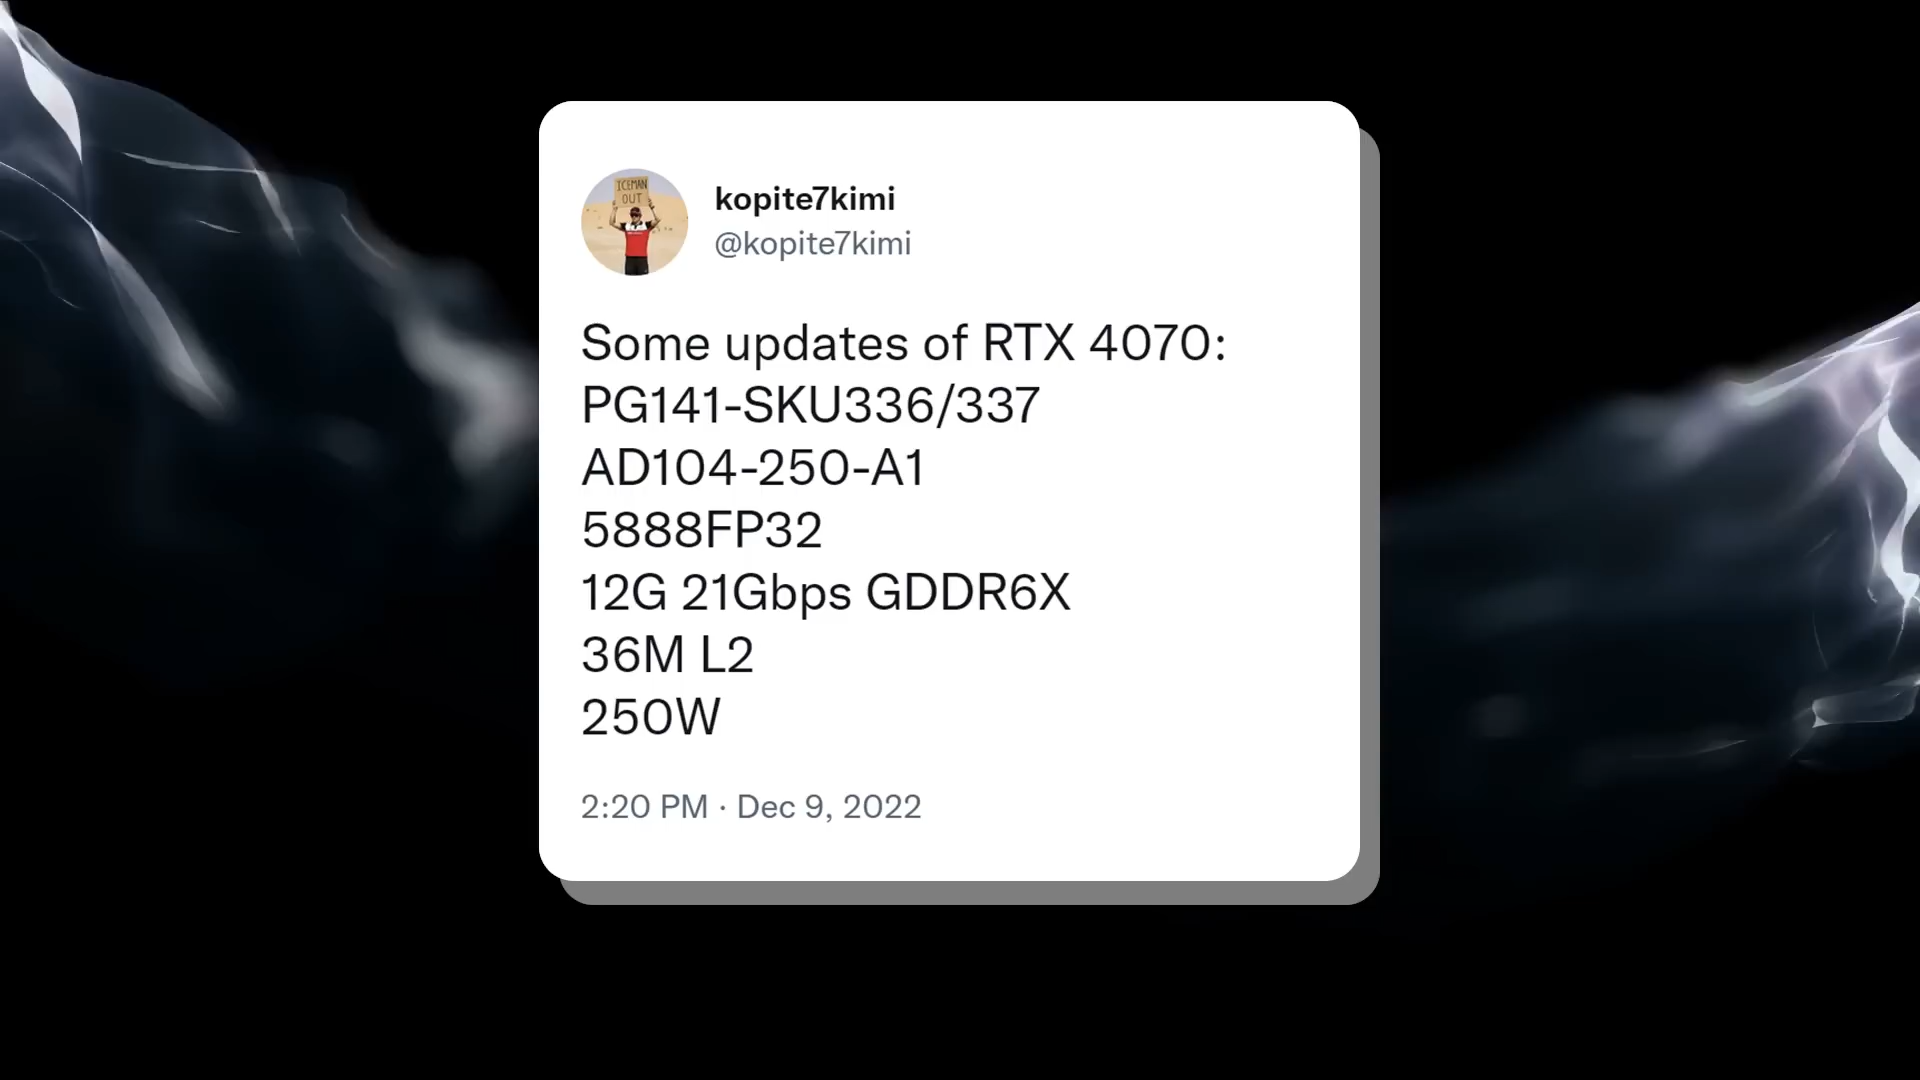 ICEMAN
OUT
kopite7kimi
@kopite7kimi
Some updates of RTX 4070:
PG141-SKU336/337
AD104-250-A1
5888FP32
12G 21Gbps GDDR6X
36M L2
250W
2:20 PM · Dec 9, 2022